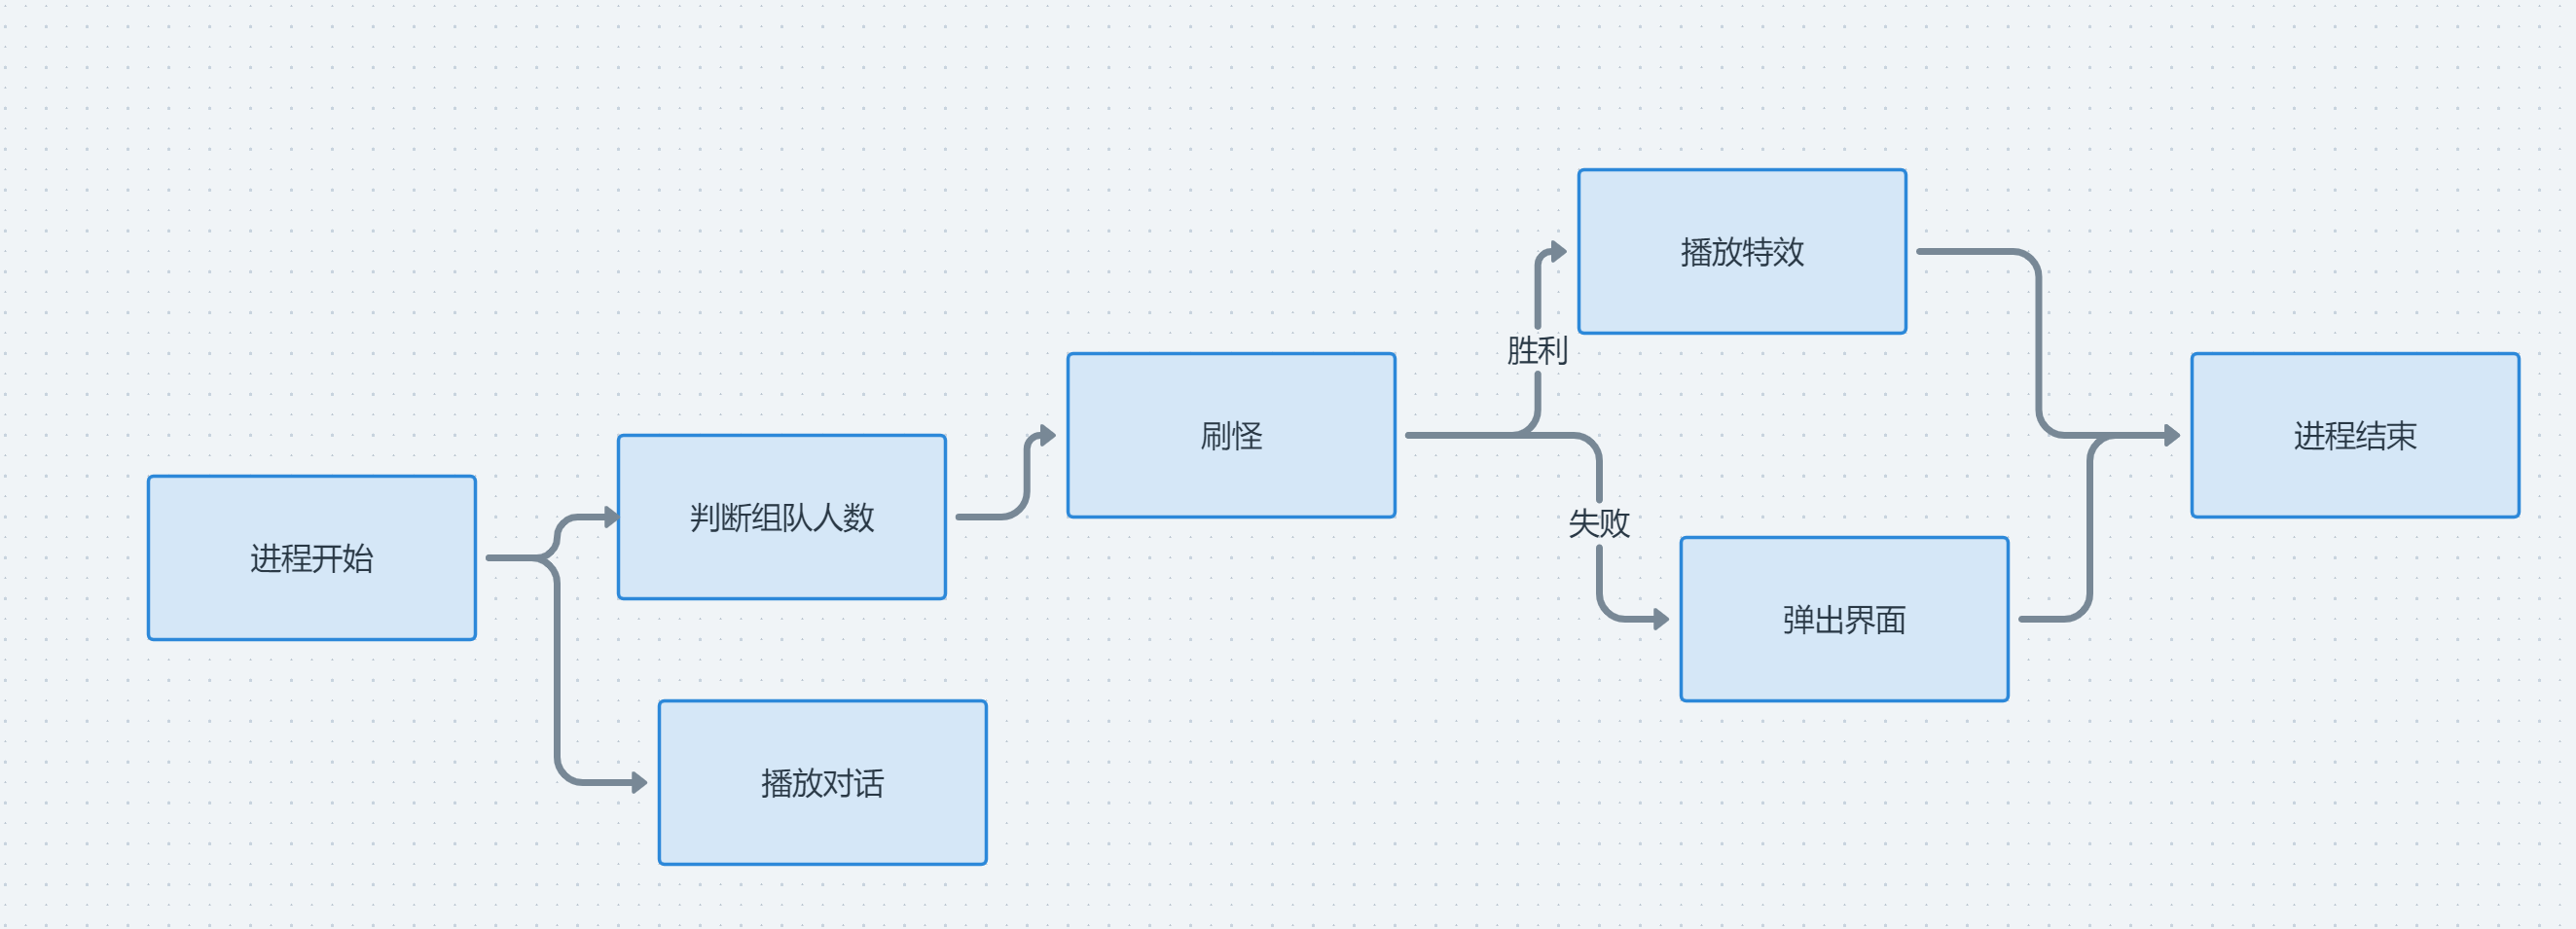 进程开始
判断组队人数
播放对话
刷怪
胜利
失败
播放特效
弹出界面
进程结束